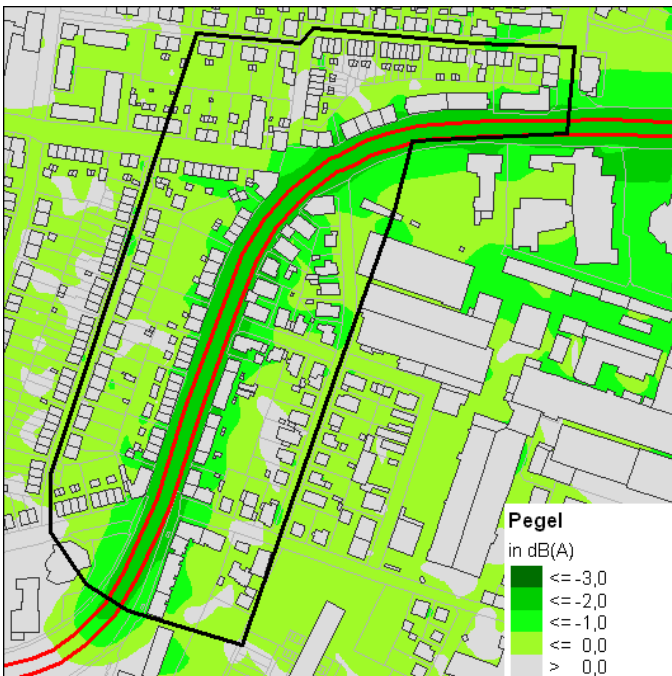 Pegel
in dB(A)
<= -3,0
<= -2,0
<= -1,0
<= 0,0
> 0,0